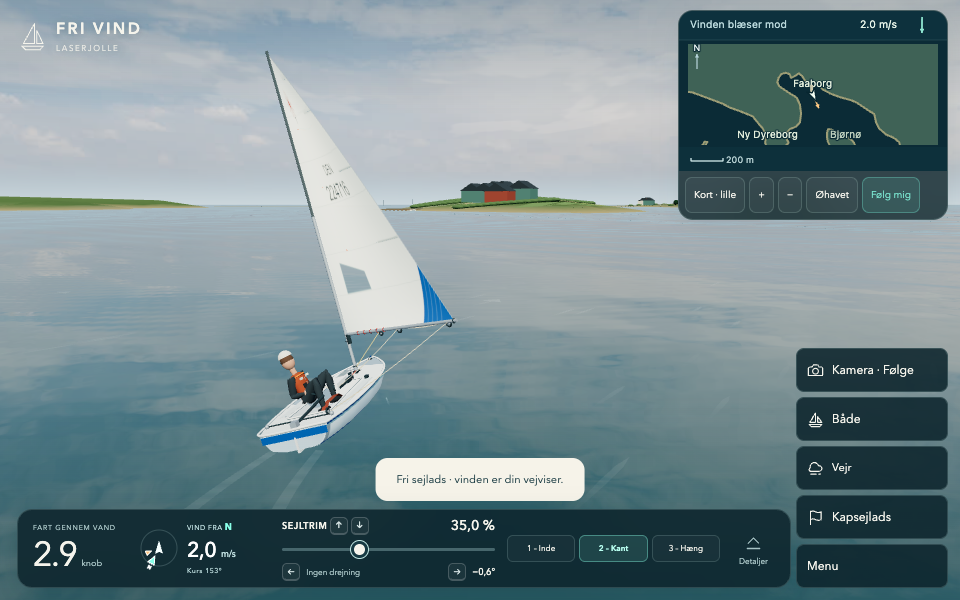 FRI VIND
LASERJOLLE
Vinden blæser mod 2.0 m/s
N
Faaborg
Ny Dyreborg Bjørnø
200 m
Kort · lille + − Øhavet Følg mig
224716
Kamera · Følge
Både
Vejr
Kapsejlads
Menu
Fri sejlads · vinden er din vejviser.
FART GENNEM VAND
2.9 knob
VIND FRA N
2,0 m/s
Kurs 153°
SEJLTRIM ↑ ↓ 35,0 %
← Ingen drejning → −0,6°
1 – Inde 2 – Kant 3 – Hæng
Detaljer